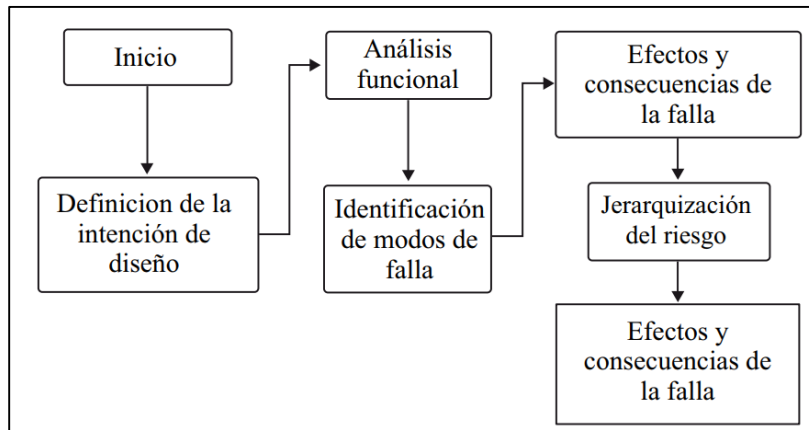 Inicio
Definicion de la
intención de
diseño
Análisis
funcional
Identificación
de modos de
falla
Efectos y
consecuencias de
la falla
Jerarquización
del riesgo
Efectos y
consecuencias de
la falla